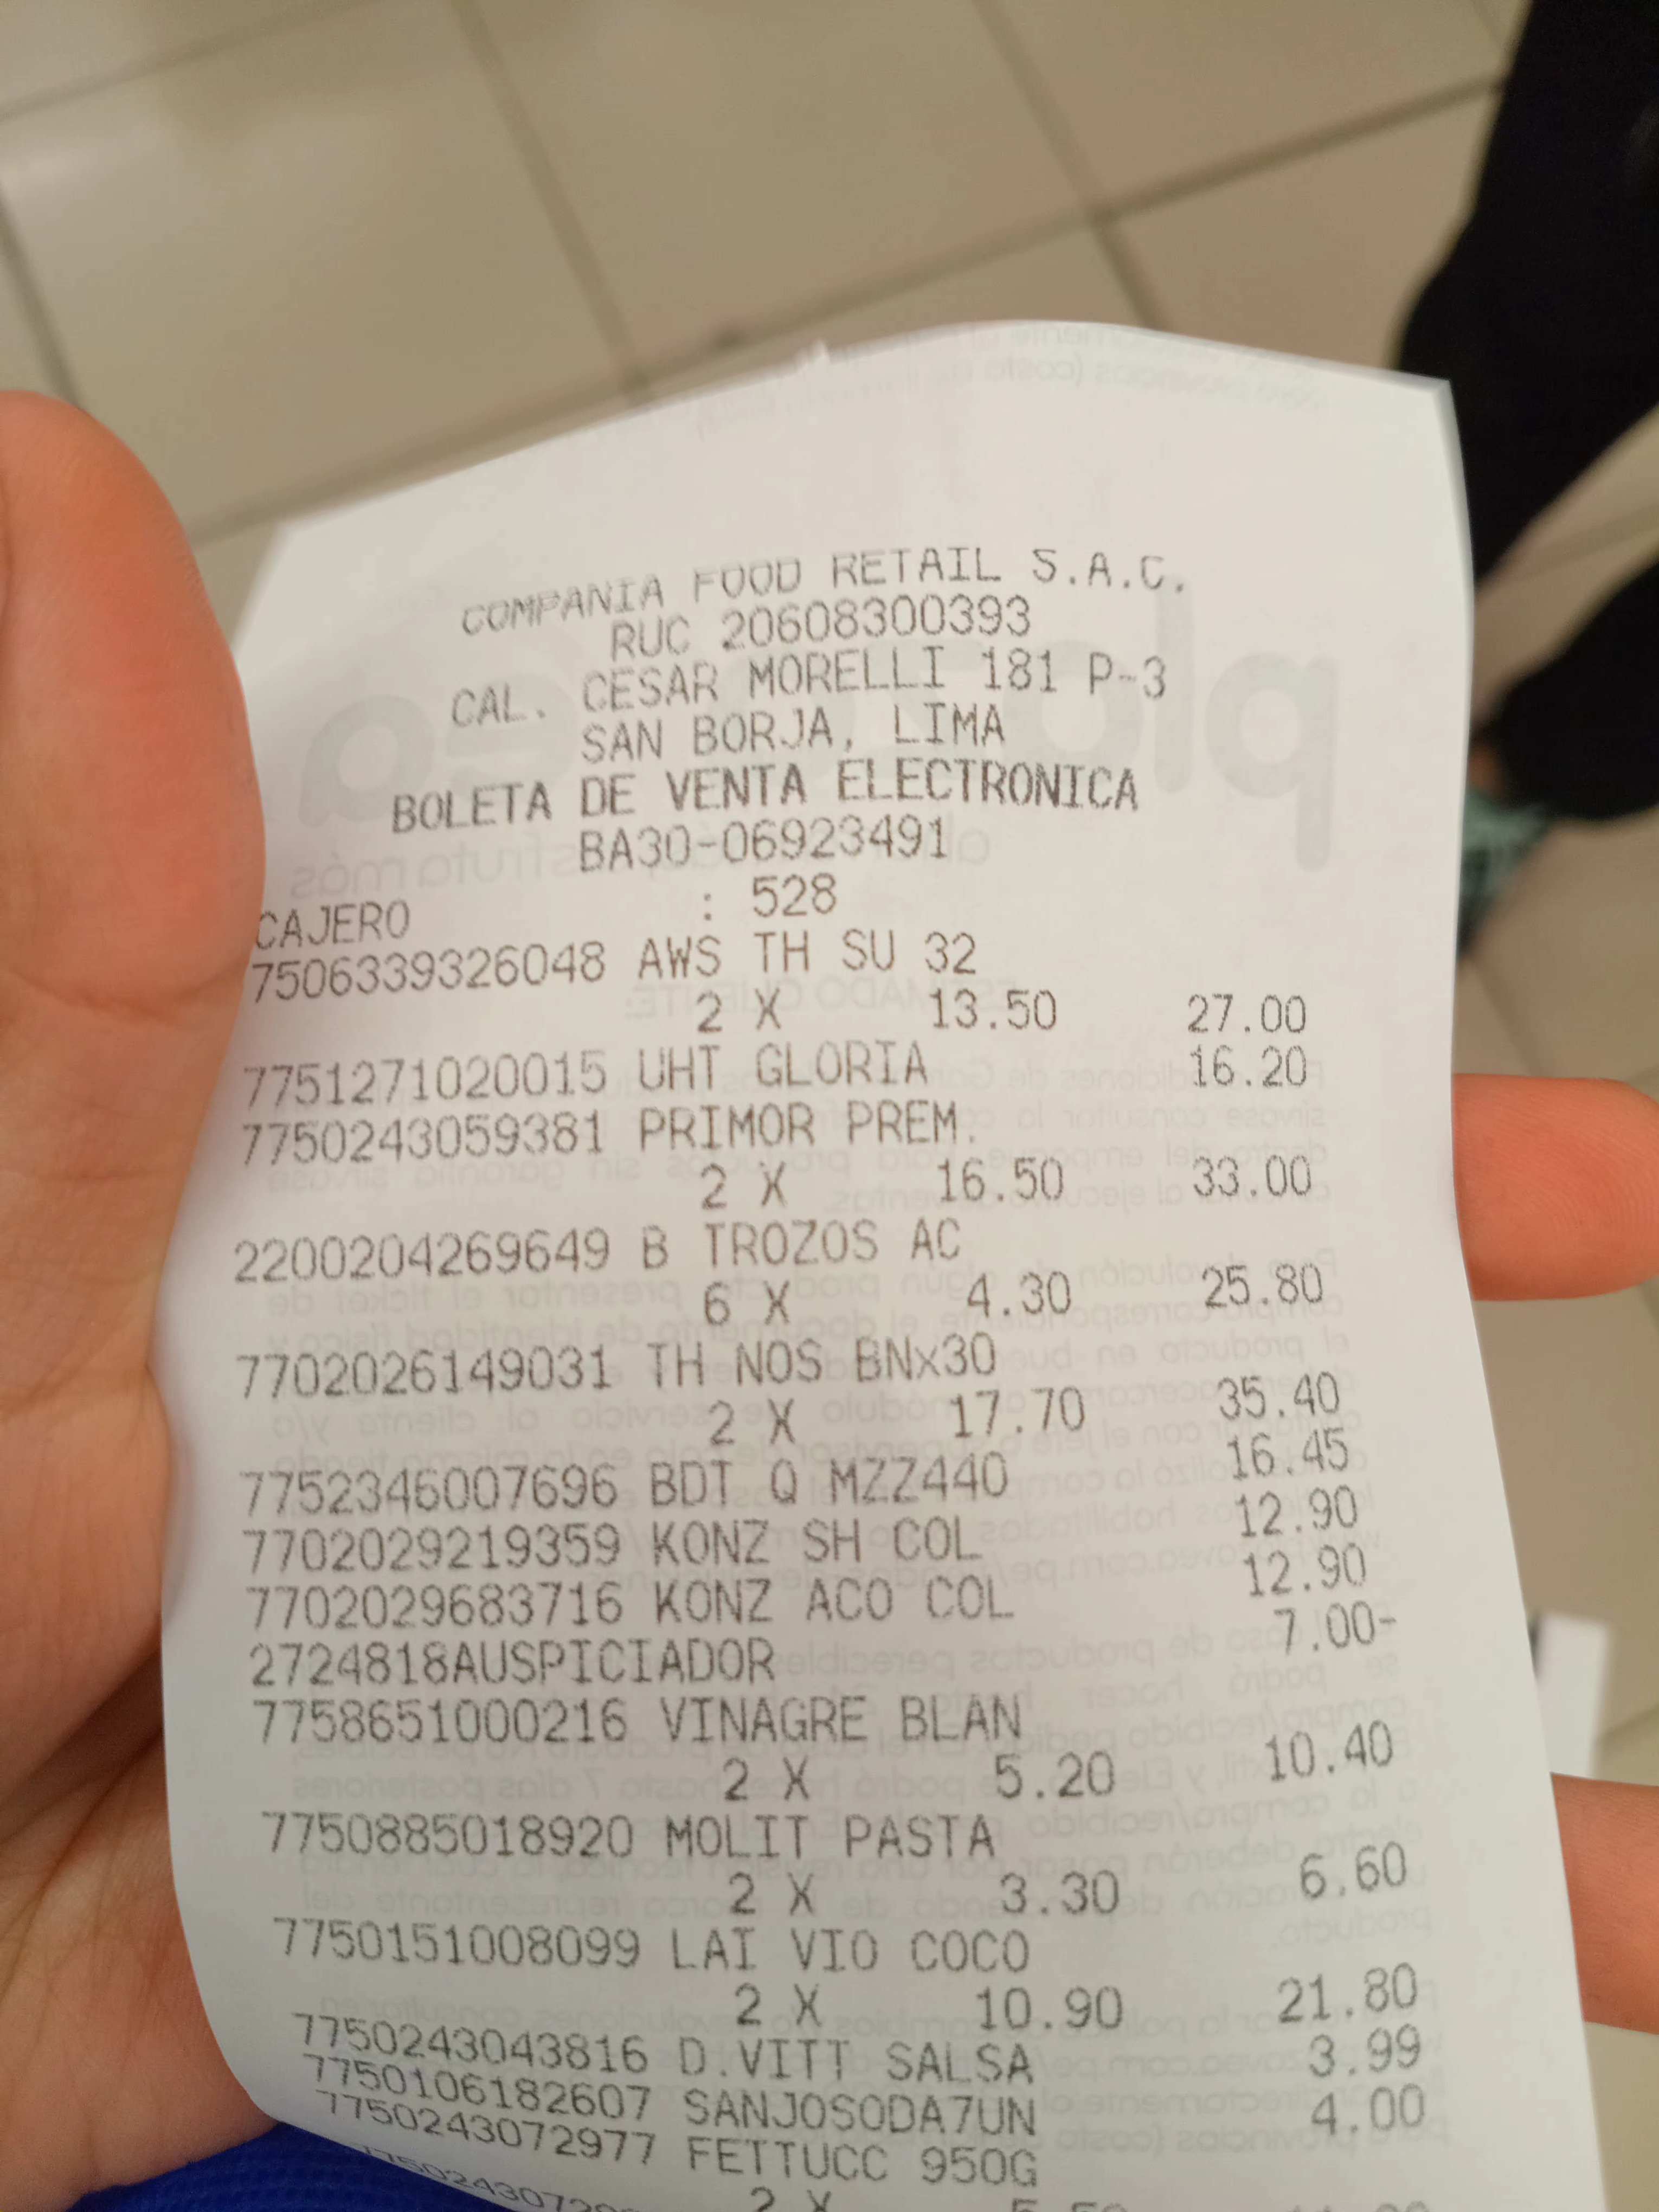 COMPANIA FOOD RETAIL S.A.C.
RUC 20608300393
CAL. CESAR MORELLI 181 P-3
SAN BORJA, LIMA
BOLETA DE VENTA ELECTRONICA
BA30-06923491
CAJERO : 528
7506339326048 AWS TH SU 32
2 X 13.50 27.00
7751271020015 UHT GLORIA 16.20
7750243059381 PRIMOR PREM.
2 X 16.50 33.00
2200204269649 B TROZOS AC
6 X 4.30 25.80
7702026149031 TH NOS BNx30
2 X 17.70 35.40
7752346007696 BDT Q MZZ440 16.45
7702029219359 KONZ SH COL 12.90
7702029683716 KONZ ACO COL 12.90
2724818AUSPICIADOR 7.00-
7758651000216 VINAGRE BLAN
2 X 5.20 10.40
7750885018920 MOLIT PASTA
2 X 3.30 6.60
7750151008099 LAI VIO COCO
2 X 10.90 21.80
7750243043816 D.VITT SALSA 3.99
7750106182607 SANJOSODA7UN 4.00
7750243072977 FETTUCC 950G
2 X